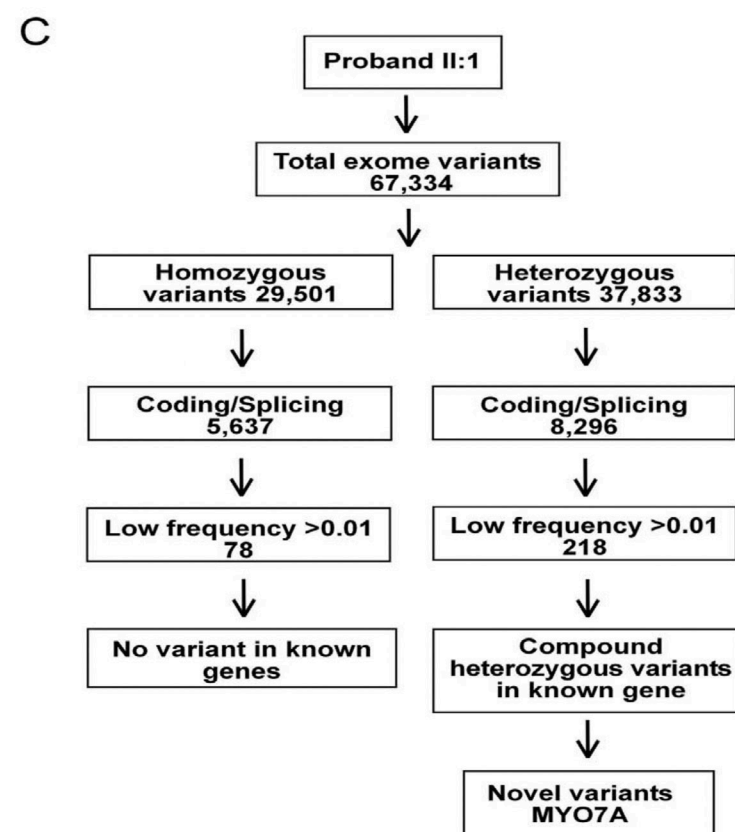 C
Proband II:1
Total exome variants
67,334
Homozygous
variants 29,501
Heterozygous
variants 37,833
Coding/Splicing
5,637
Coding/Splicing
8,296
Low frequency >0.01
78
Low frequency >0.01
218
No variant in known
genes
Compound
heterozygous variants
in known gene
Novel variants
MYO7A